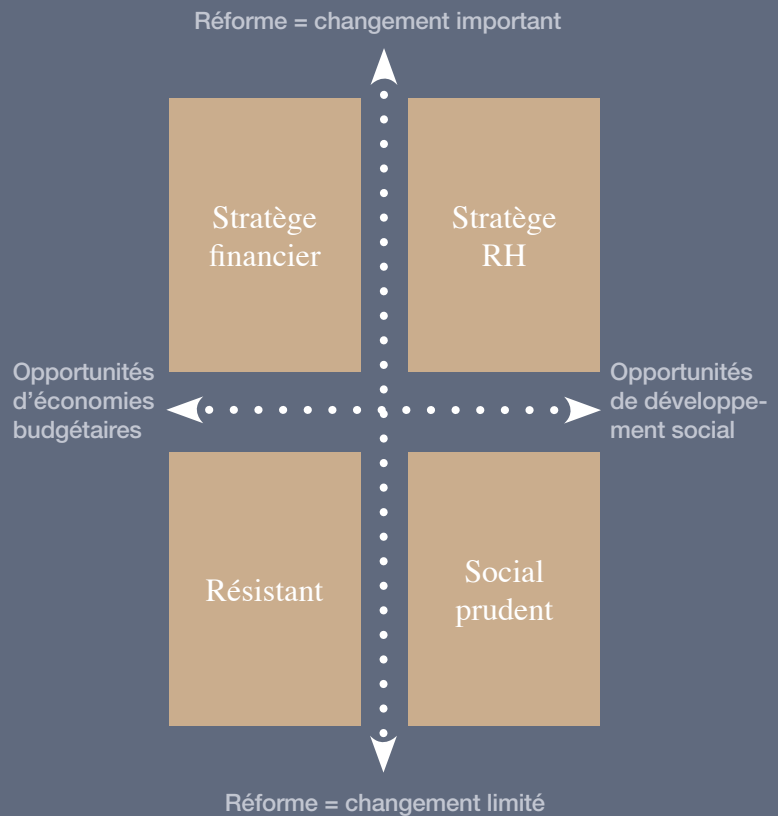 Réforme = changement important
Stratège
financier
Stratège
RH
Opportunités
d'économies
budgétaires
Opportunités
de développe-
ment social
Résistant
Social
prudent
Réforme = changement limité